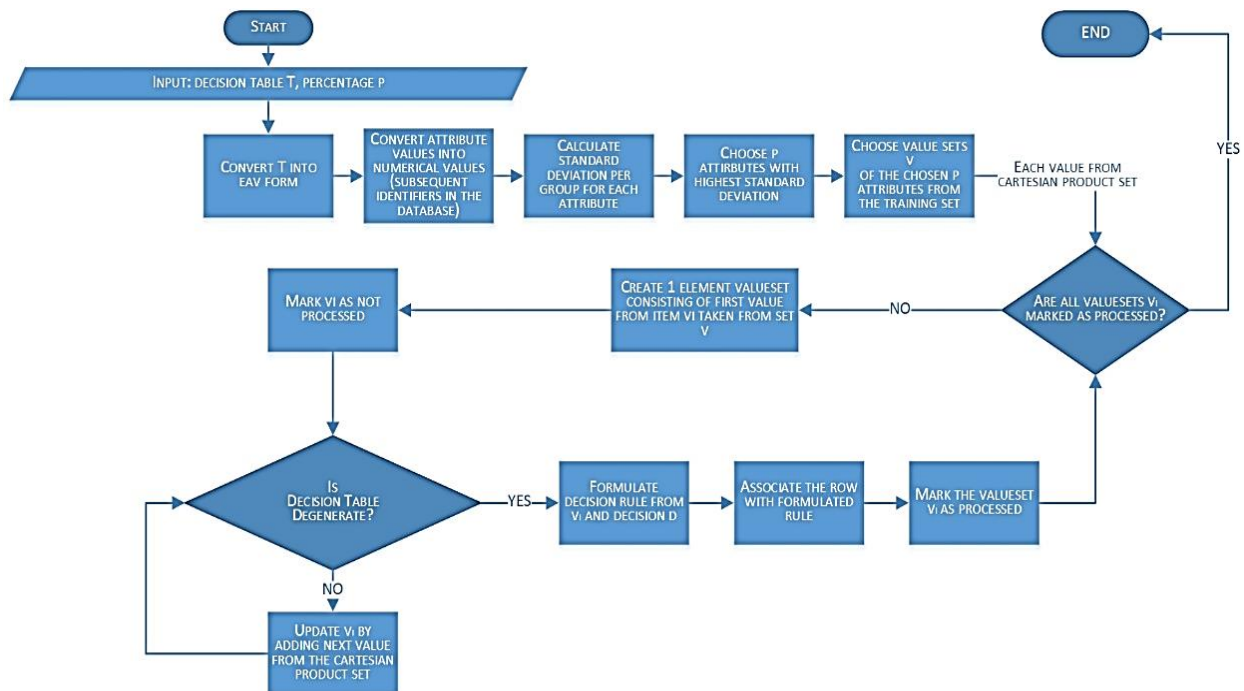 START
INPUT: DECISION TABLE T, PERCENTAGE P
CONVERT T INTO
EAV FORM
CONVERT ATTRIBUTE
VALUES INTO
NUMERICAL VALUES
(SUBSEQUENT
IDENTIFIERS IN THE
DATABASE)
CALCULATE
STANDARD
DEVIATION PER
GROUP FOR EACH
ATTRIBUTE
CHOOSE P
ATTIRBUTES WITH
HIGHEST STANDARD
DEVIATION
CHOOSE VALUE SETS
V
OF THE CHOSEN P
ATTRIBUTES FROM
THE TRAINING SET
EACH VALUE FROM
CARTESIAN PRODUCT SET
END
YES
ARE ALL VALUESETS VI
MARKED AS PROCESSED?
NO
CREATE 1 ELEMENT VALUESET
CONSISTING OF FIRST VALUE
FROM ITEM VI TAKEN FROM SET
V
MARK VI AS NOT
PROCESSED
IS
DECISION TABLE
DEGENERATE?
YES
FORMULATE
DECISION RULE FROM
VI AND DECISION D
ASSOCIATE THE ROW
WITH FORMULATED
RULE
MARK THE VALUESET
VI AS PROCESSED
NO
UPDATE VI BY
ADDING NEXT VALUE
FROM THE CARTESIAN
PRODUCT SET